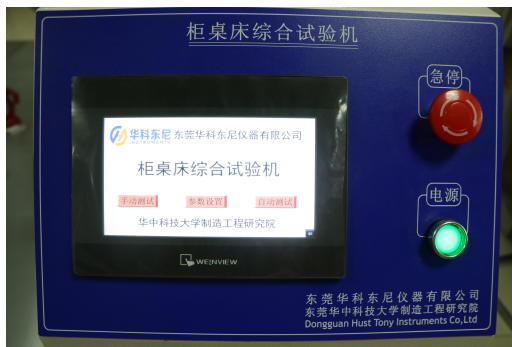 柜桌床综合试验机
急停
华科东尼 东莞华科东尼仪器有限公司
INSTRUMENTS
柜桌床综合试验机
手动测试 参数设置 自动测试
华中科技大学制造工程研究院
电源
WEINVIEW
东莞华科东尼仪器有限公司
东莞华中科技大学制造工程研究院
Dongguan Hust Tony Instruments Co,Ltd